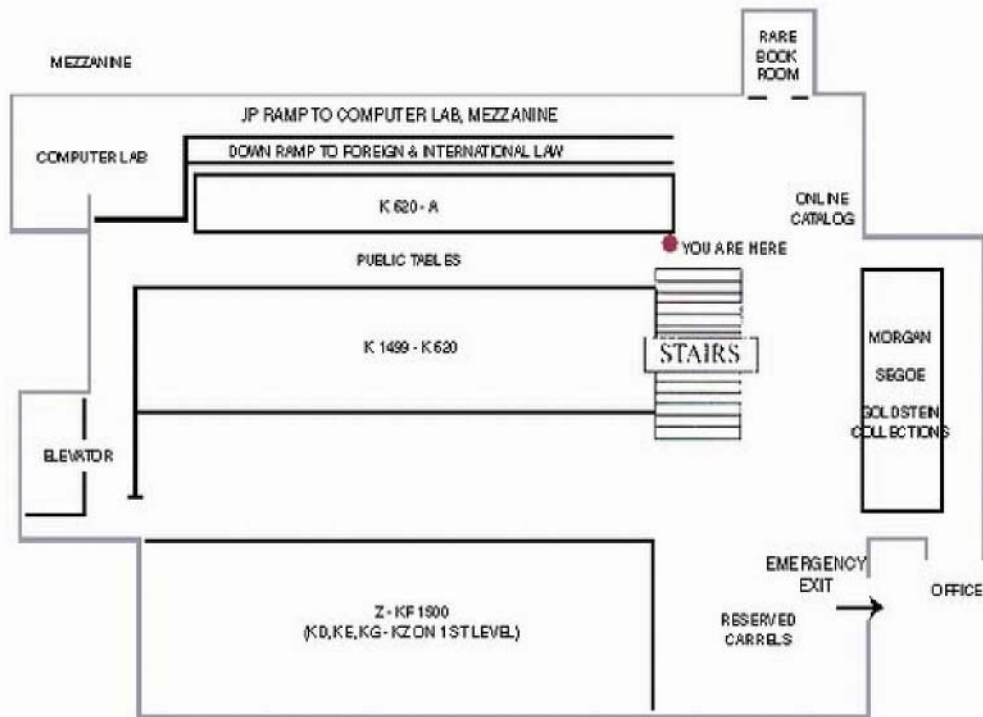 RARE
BOOK
ROOM
MEZZANINE
JP RAMP TO COMPUTER LAB, MEZZANINE
COMPUTER LAB
DOWN RAMP TO FOREIGN & INTERNATIONAL LAW
K 620 - A
ONLINE
CATALOG
YOU ARE HERE
PUBLIC TABLES
K 1499 - K 620
STAIRS
MORGAN
SEGOE
GOLDSTEIN
COLLECTIONS
ELEVATOR
EMERGENCY
EXIT
OFFICE
Z - KF 1500
(KD, KE, KG - KZ ON 1 ST LEVEL)
RESERVED
CARRELS